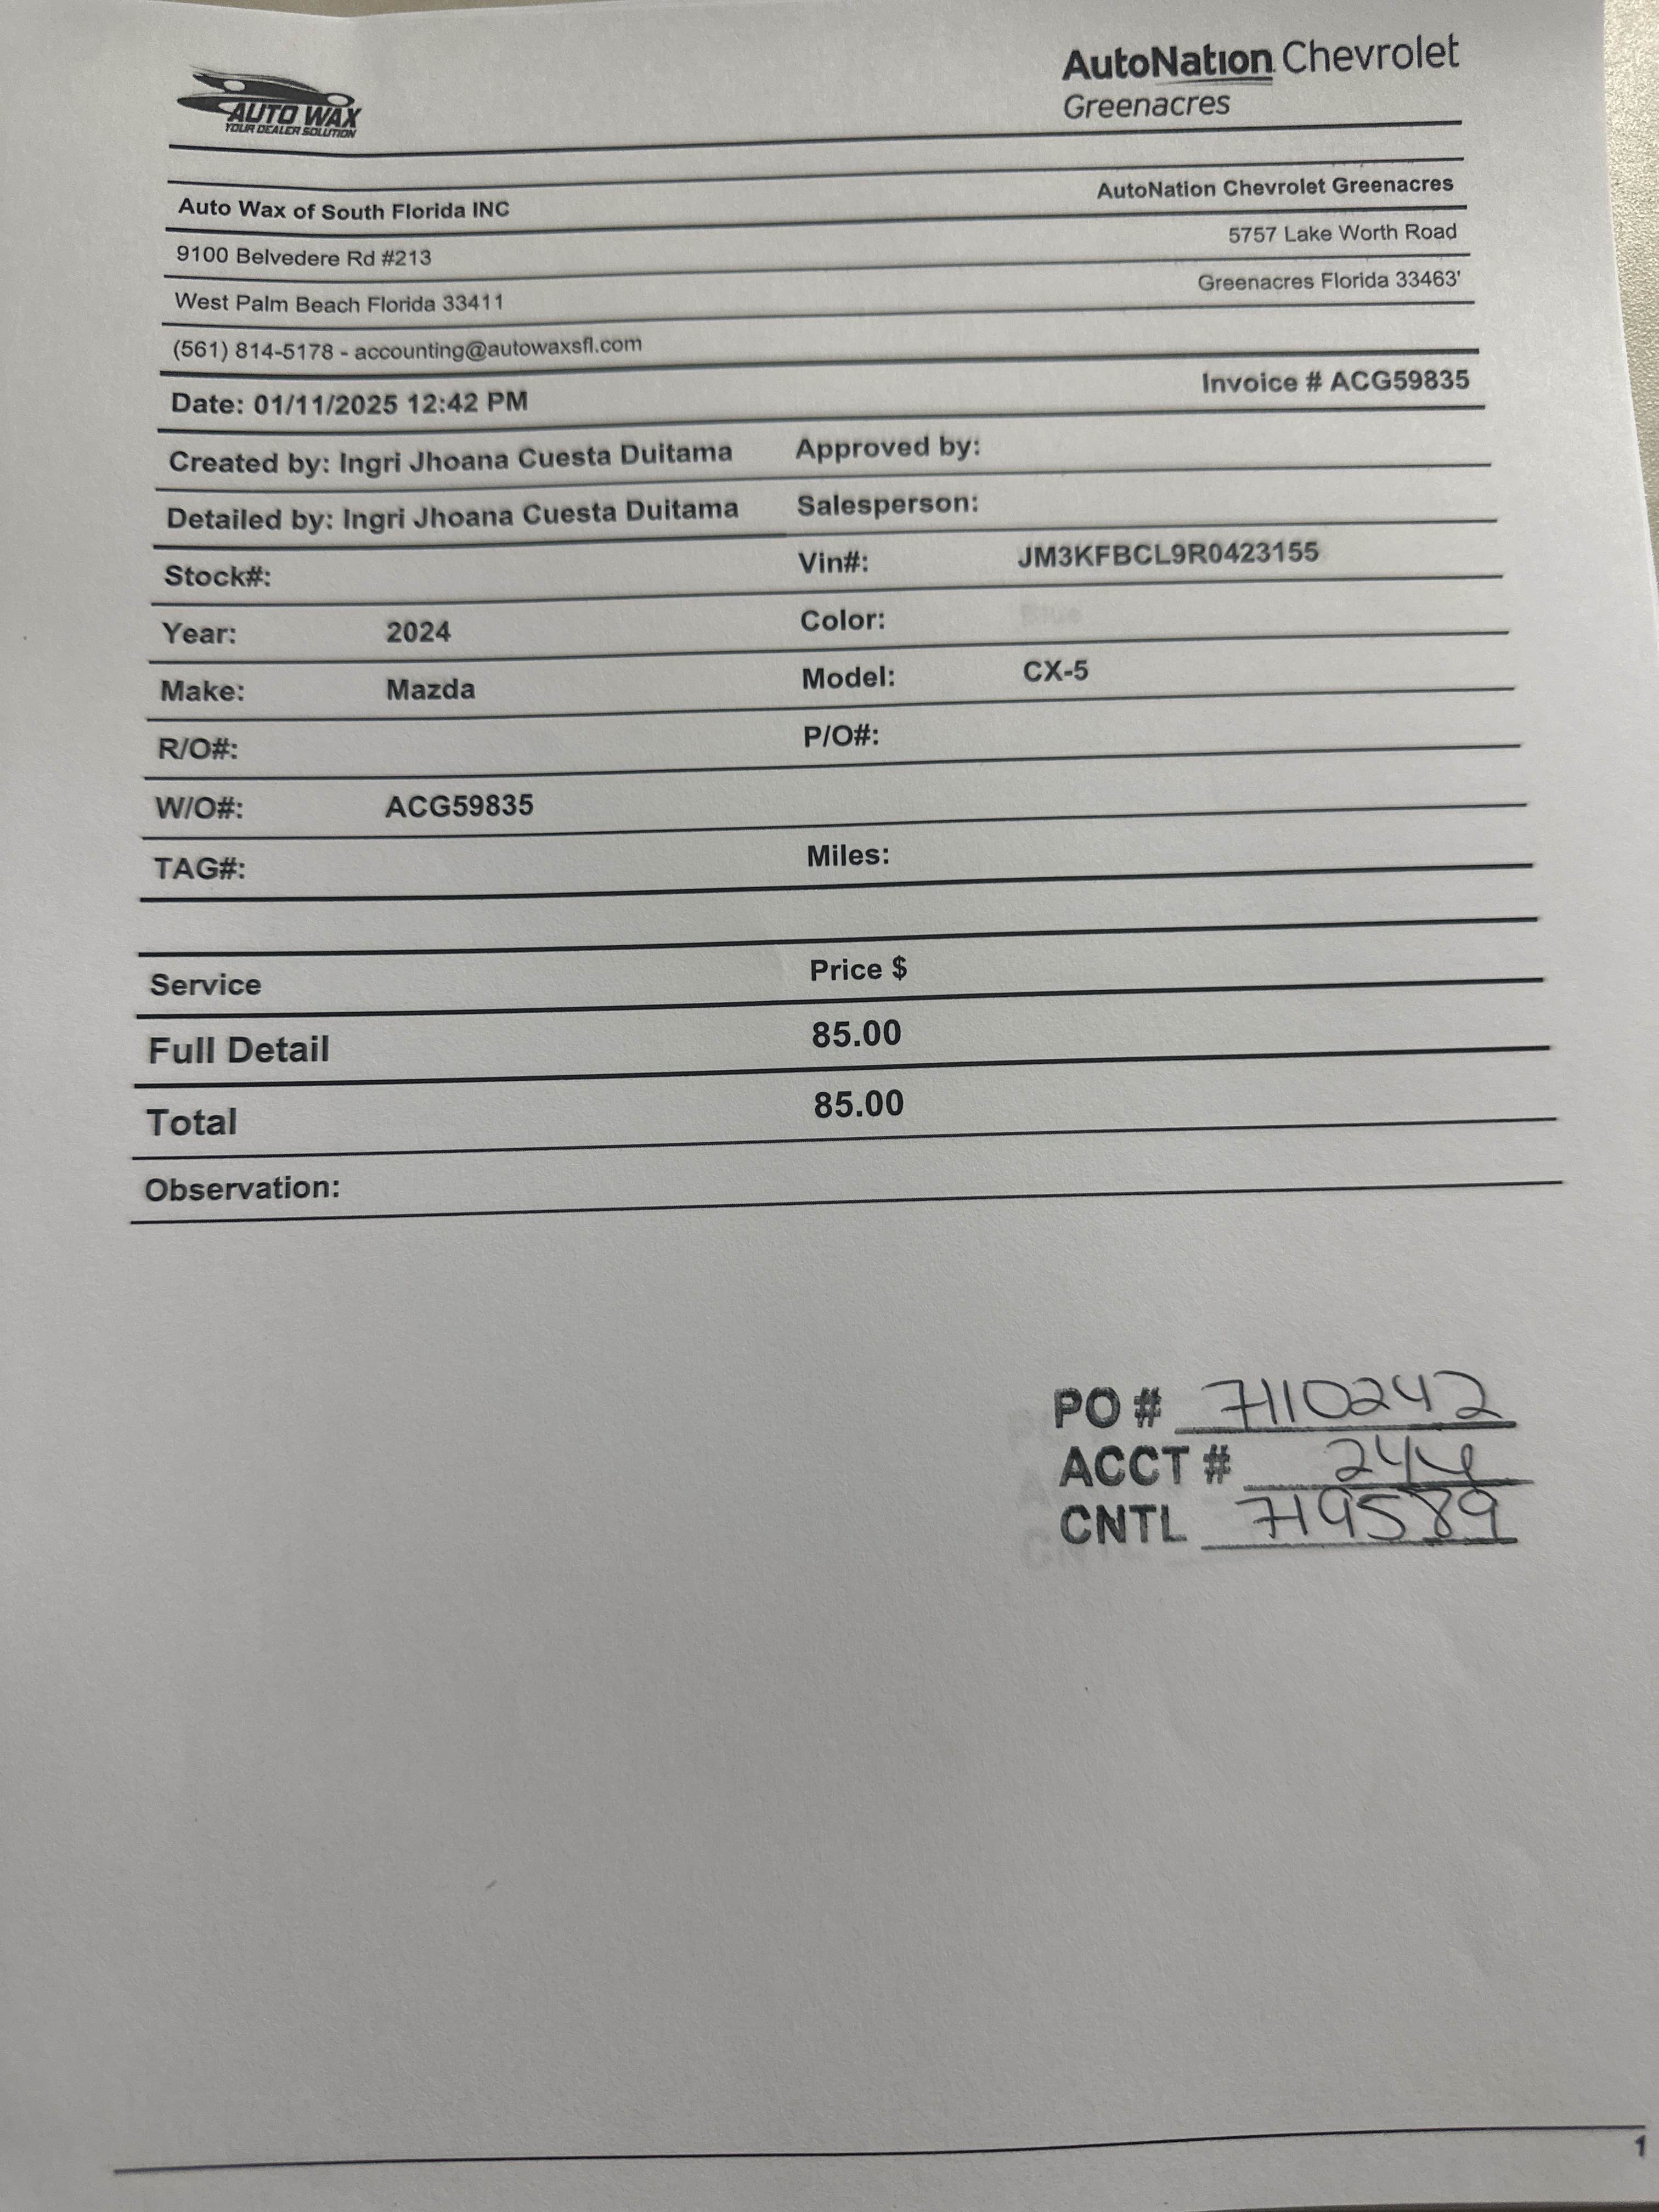 AUTO WAX
YOUR DEALER SOLUTION
AutoNation Chevrolet
Greenacres
Auto Wax of South Florida INC
AutoNation Chevrolet Greenacres
9100 Belvedere Rd #213
5757 Lake Worth Road
West Palm Beach Florida 33411
Greenacres Florida 33463'
(561) 814-5178 - accounting@autowaxsfl.com
Date: 01/11/2025 12:42 PM
Invoice # ACG59835
Created by: Ingri Jhoana Cuesta Duitama Approved by:
Detailed by: Ingri Jhoana Cuesta Duitama Salesperson:
Stock#: Vin#: JM3KFBCL9R0423155
Year: 2024 Color: Blue
Make: Mazda Model: CX-5
R/O#: P/O#:
W/O#: ACG59835
TAG#: Miles:
Service Price $
Full Detail 85.00
Total 85.00
Observation:
PO # 7110242
ACCT # 244
CNTL 719589
1